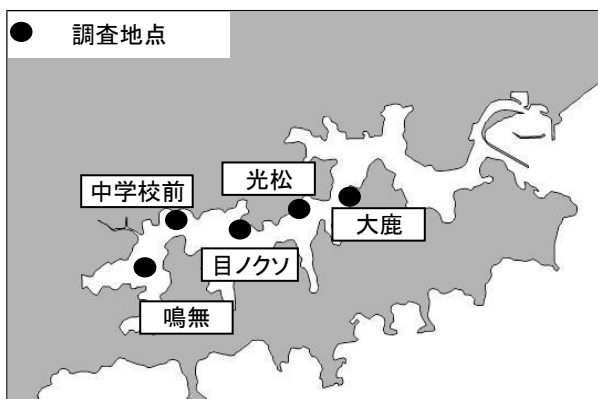 調査地点
光松
中学校前
大鹿
目ノクソ
鳴無